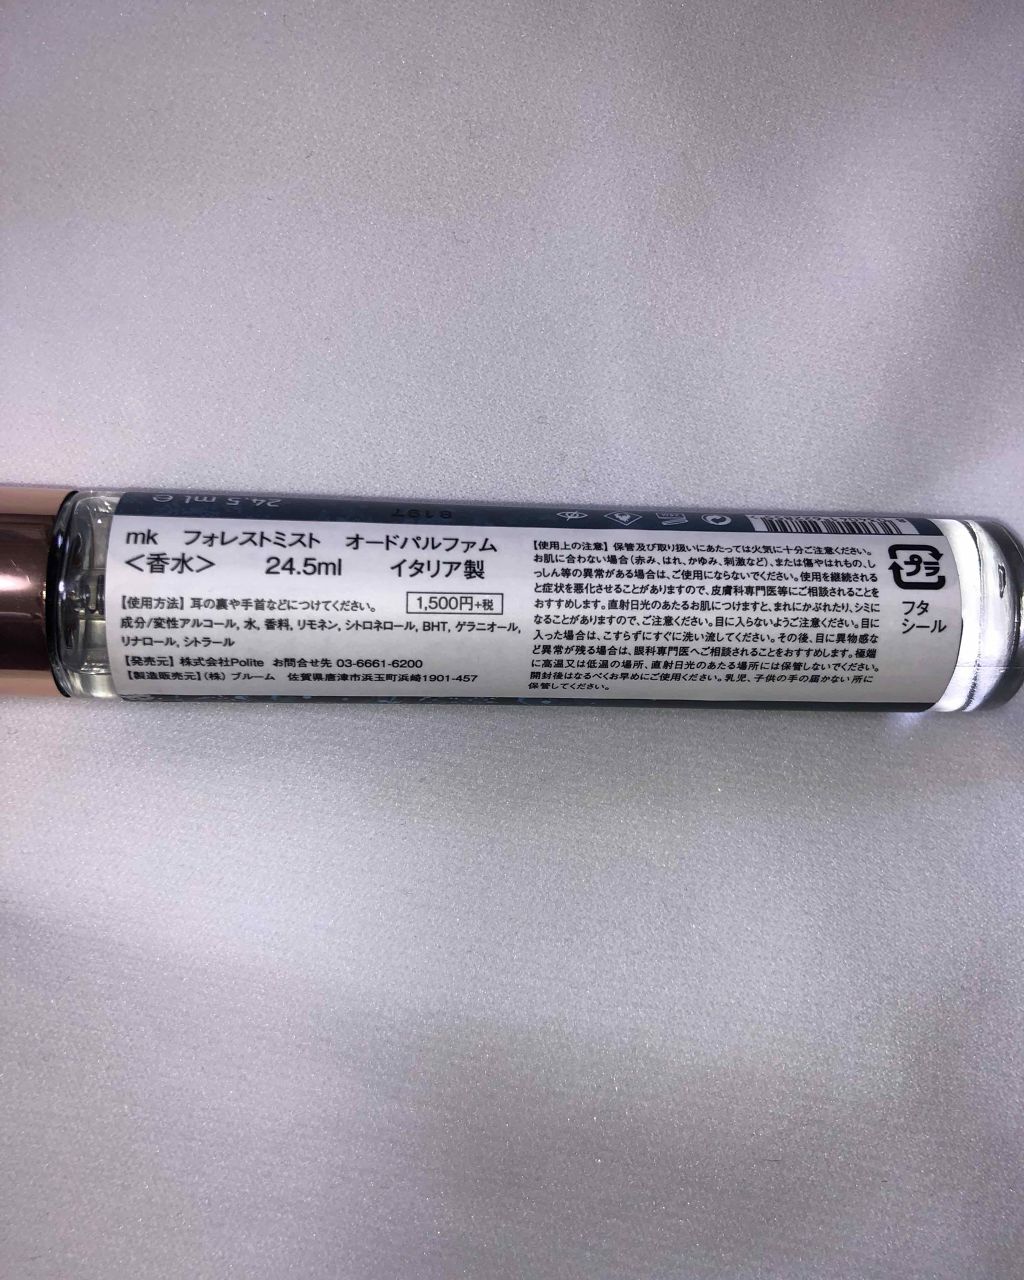 24.5 ml e
8197
mk フォレストミスト オードパルファム
＜香水＞ 24.5ml イタリア製
【使用方法】耳の裏や手首などにつけてください。 1,500円+税
成分/変性アルコール, 水, 香料, リモネン, シトロネロール, BHT, ゲラニオール,
リナロール, シトラール
【発売元】株式会社Polite お問合せ先 03-6661-6200
【製造販売元】（株）ブルーム 佐賀県唐津市浜玉町浜崎1901-457
【使用上の注意】保管及び取り扱いにあたっては火気に十分ご注意ください。
お肌に合わない場合（赤み、はれ、かゆみ、刺激など）、または傷やはれもの、し
っしん等の異常がある場合は、ご使用にならないでください。使用を継続される
と症状を悪化させることがありますので、皮膚科専門医等にご相談されることを
おすすめします。直射日光のあたるお肌につけますと、まれにかぶれたり、シミに
なることがありますので、ご注意ください。目に入らないようご注意ください。目に
入った場合は、こすらずにすぐに洗い流してください。その後、目に異物感な
ど異常が残る場合は、眼科専門医へご相談されることをおすすめします。極端
に高温又は低温の場所、直射日光のあたる場所には保管しないでください。
開封後はなるべくお早めにご使用ください。乳児、子供の手の届かない所に
保管してください。
プラ
フタ
シール